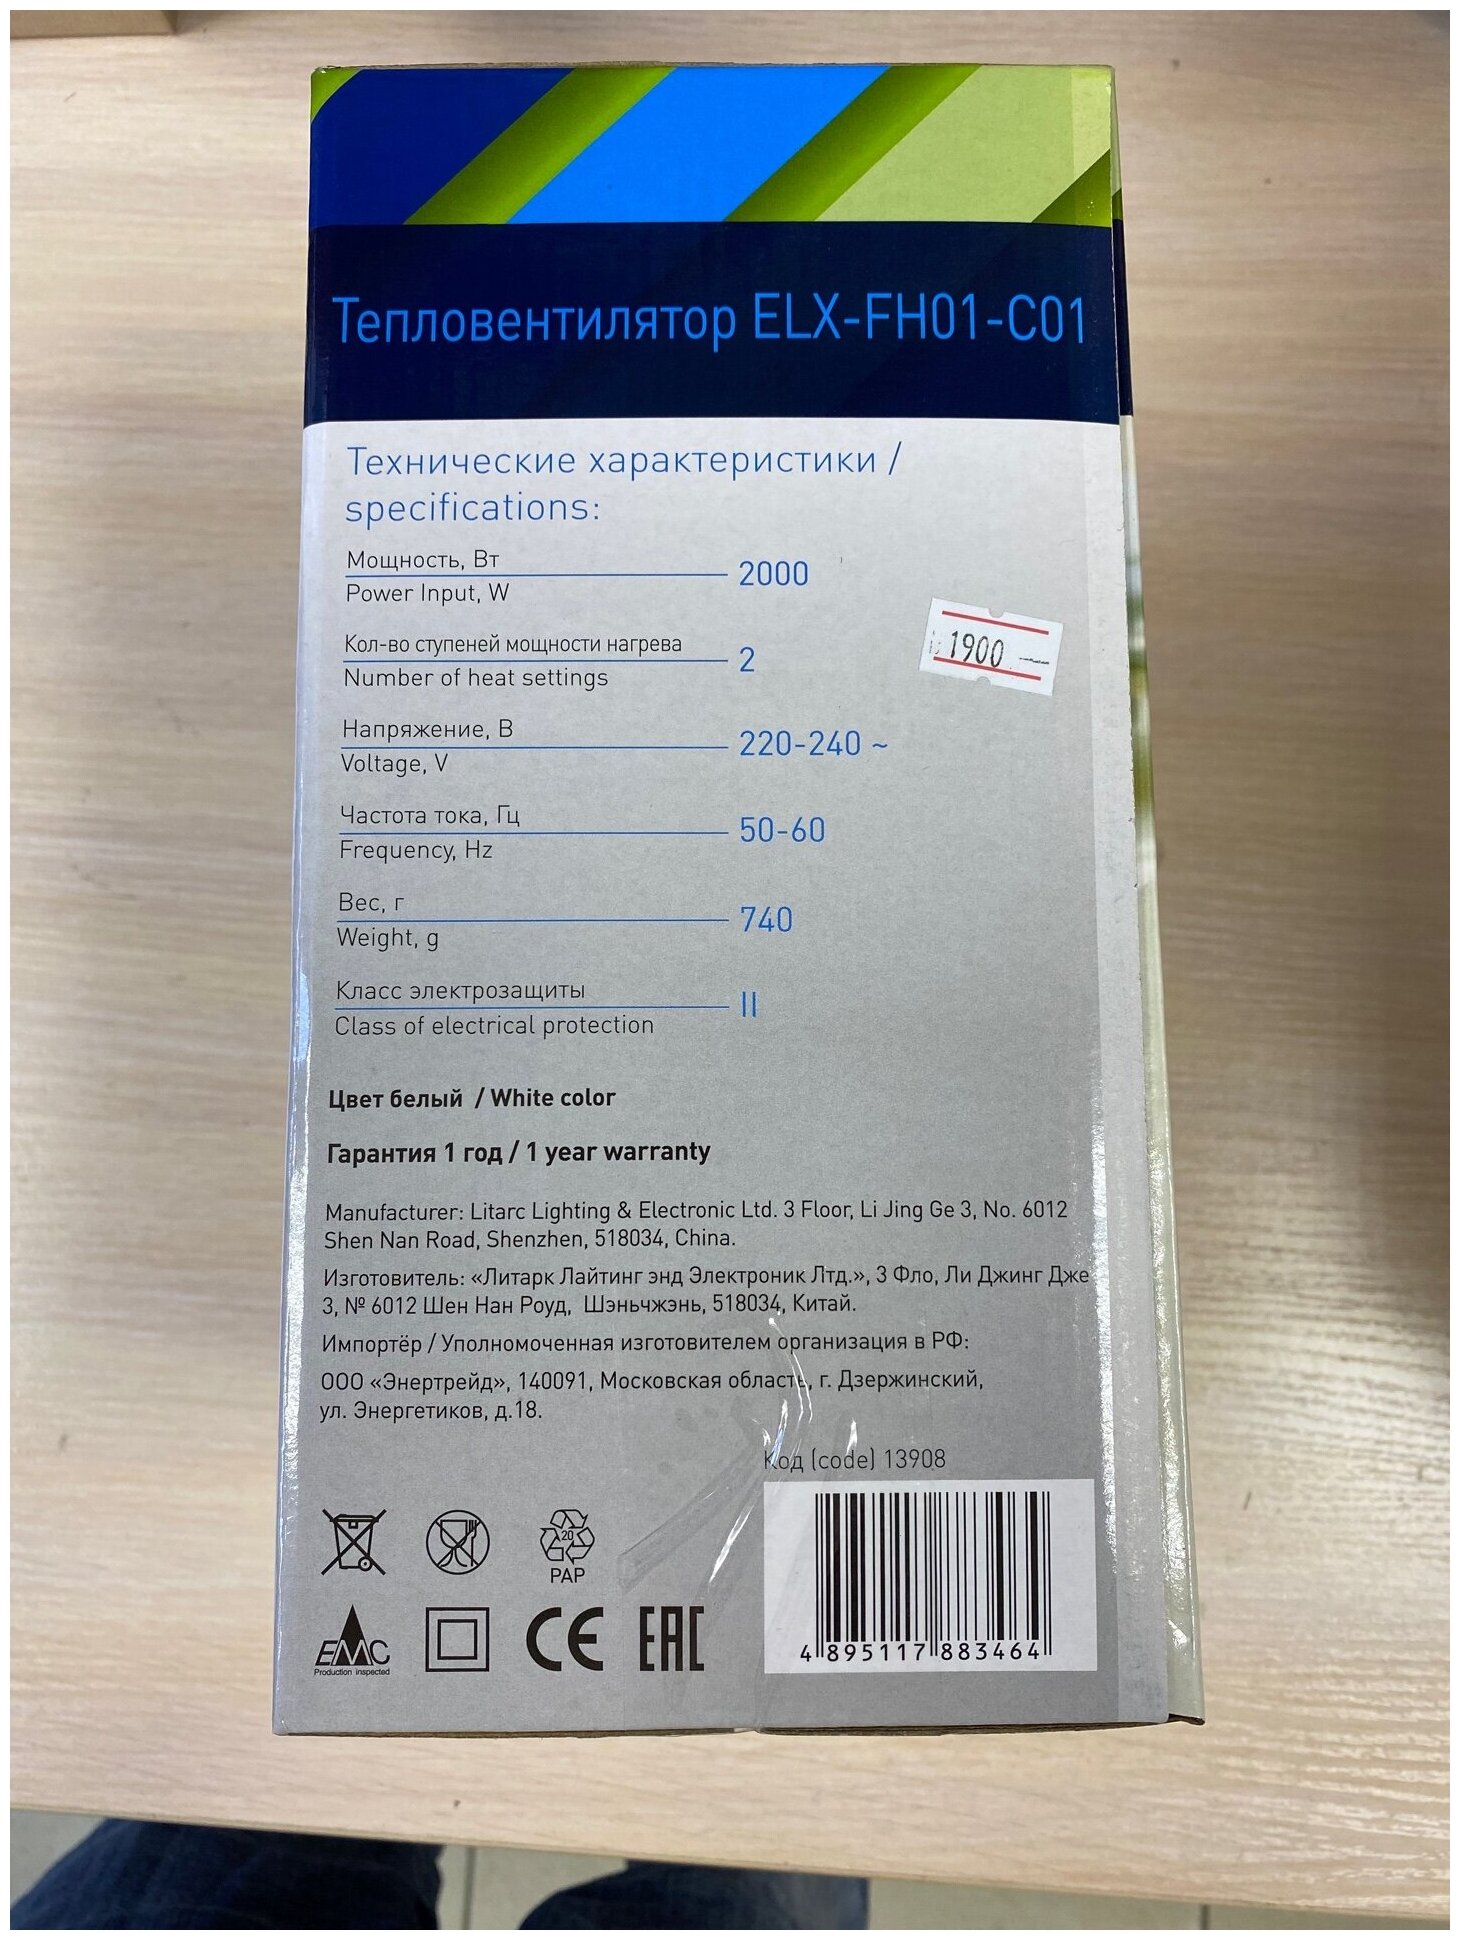 Тепловентилятор ELX-FH01-C01
Технические характеристики /
specifications:
Мощность, Вт
Power Input, W
2000
1900
Кол-во ступеней мощности нагрева
Number of heat settings
2
Напряжение, В
Voltage, V
220-240 ~
Частота тока, Гц
Frequency, Hz
50-60
Вес, г
Weight, g
740
Класс электрозащиты
Class of electrical protection
II
Цвет белый / White color
Гарантия 1 год / 1 year warranty
Manufacturer: Litarc Lighting & Electronic Ltd. 3 Floor, Li Jing Ge 3, No. 6012
Shen Nan Road, Shenzhen, 518034, China.
Изготовитель: «Литарк Лайтинг энд Электроник Лтд.», 3 Фло, Ли Джинг Дже
3, № 6012 Шен Нан Роуд, Шэньчжэнь, 518034, Китай.
Импортёр / Уполномоченная изготовителем организация в РФ:
ООО «Энертрейд», 140091, Московская область, г. Дзержинский,
ул. Энергетиков, д.18.
Код (code) 13908
20
PAP
EMC
Production inspected
CE
EAC
4 895117 883464